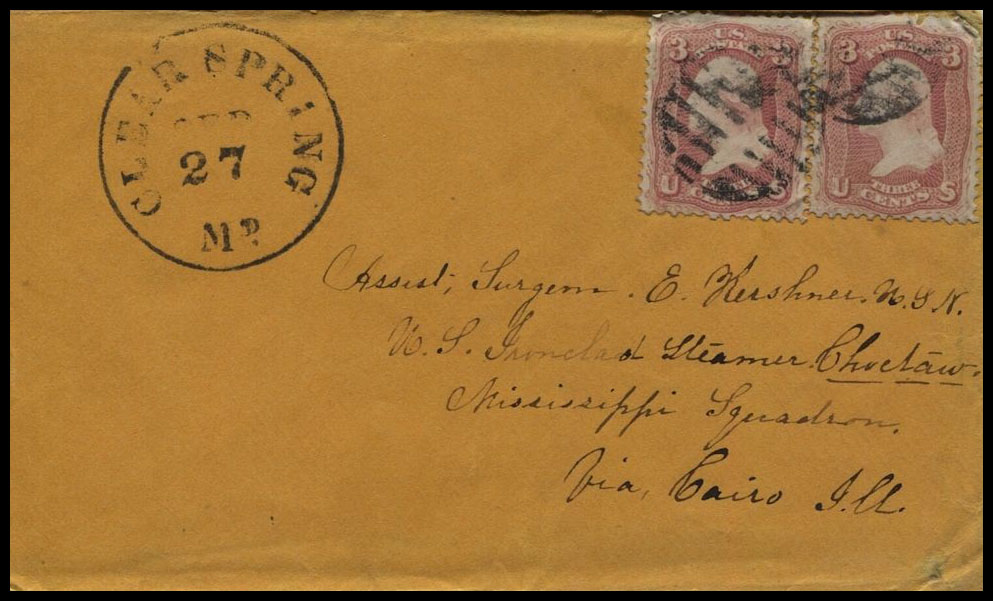 CLEAR SPRING
SEP
27
MD.
3 U.S. POSTAGE 3
U THREE CENTS S
3 U.S. POSTAGE 3
U THREE CENTS S
Assist, Surgeon. E. Kershner. U.S.N.
U.S. Ironclad Steamer Choctaw.
Mississippi Squadron.
Via, Cairo Ill.